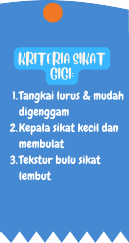 KRITERIA SIKAT
GIGI:
1. Tangkai lurus & mudah
digenggam
2. Kepala sikat kecil dan
membulat
3. Tekstur bulu sikat
lembut